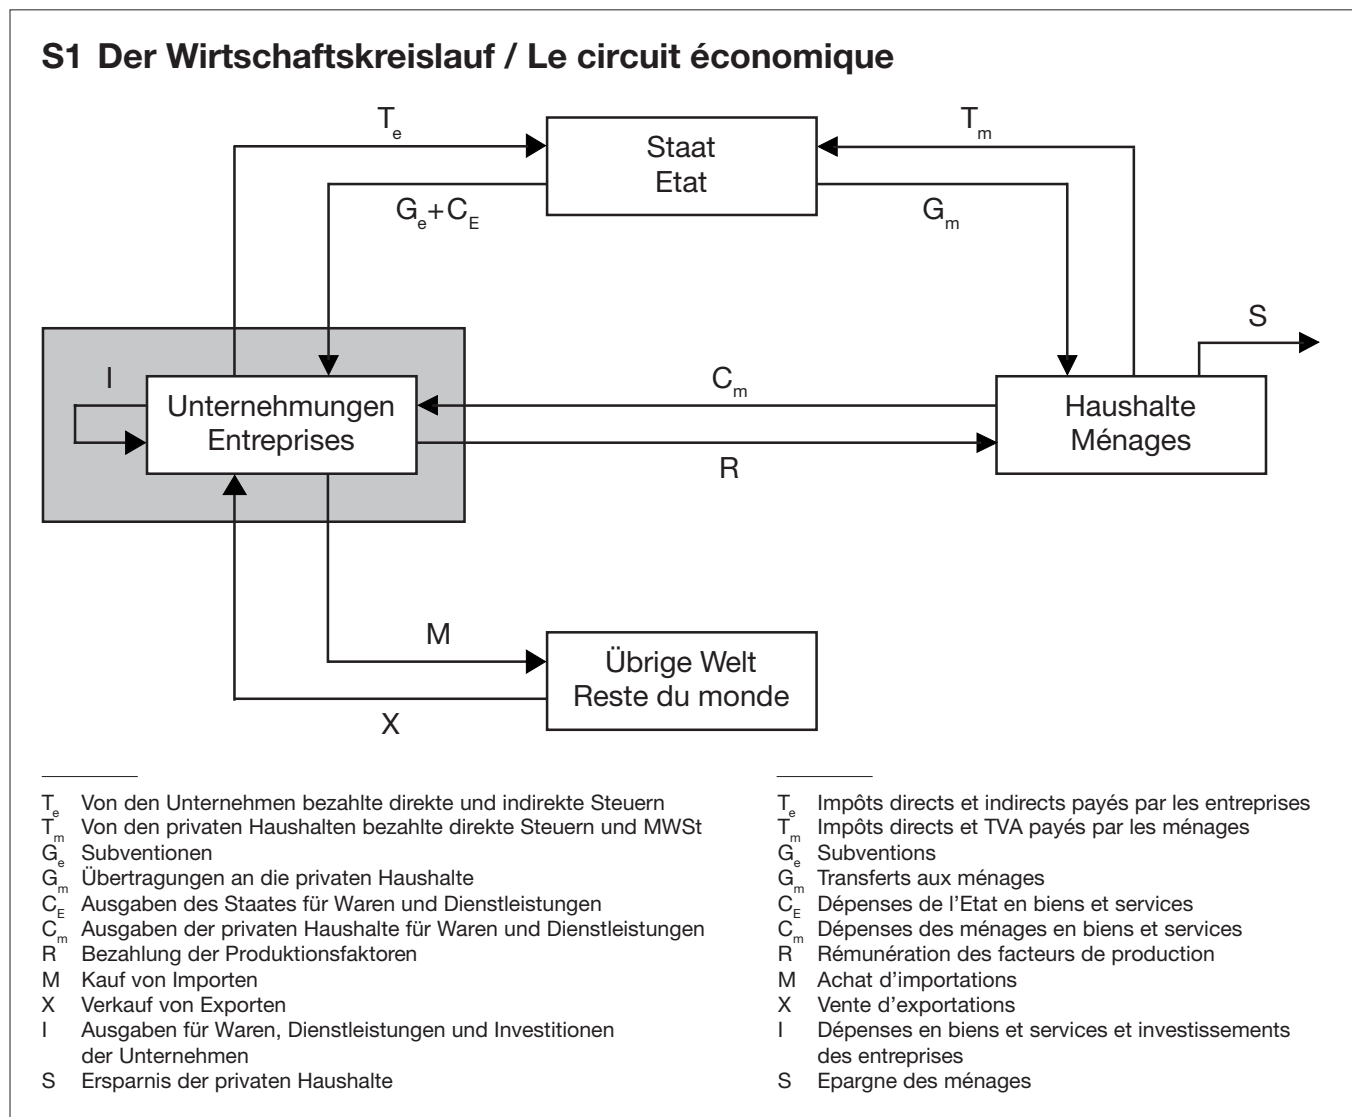 S1 Der Wirtschaftskreislauf / Le circuit économique
Te
Tm
Staat
Etat
Ge+CE
Gm
S
I
Cm
Unternehmungen
Entreprises
Haushalte
Ménages
R
M
Übrige Welt
Reste du monde
X
Te Von den Unternehmen bezahlte direkte und indirekte Steuern
Tm Von den privaten Haushalten bezahlte direkte Steuern und MWSt
Ge Subventionen
Gm Übertragungen an die privaten Haushalte
CE Ausgaben des Staates für Waren und Dienstleistungen
Cm Ausgaben der privaten Haushalte für Waren und Dienstleistungen
R Bezahlung der Produktionsfaktoren
M Kauf von Importen
X Verkauf von Exporten
I Ausgaben für Waren, Dienstleistungen und Investitionen
der Unternehmen
S Ersparnis der privaten Haushalte
Te Impôts directs et indirects payés par les entreprises
Tm Impôts directs et TVA payés par les ménages
Ge Subventions
Gm Transferts aux ménages
CE Dépenses de l'Etat en biens et services
Cm Dépenses des ménages en biens et services
R Rémunération des facteurs de production
M Achat d'importations
X Vente d'exportations
I Dépenses en biens et services et investissements
des entreprises
S Epargne des ménages